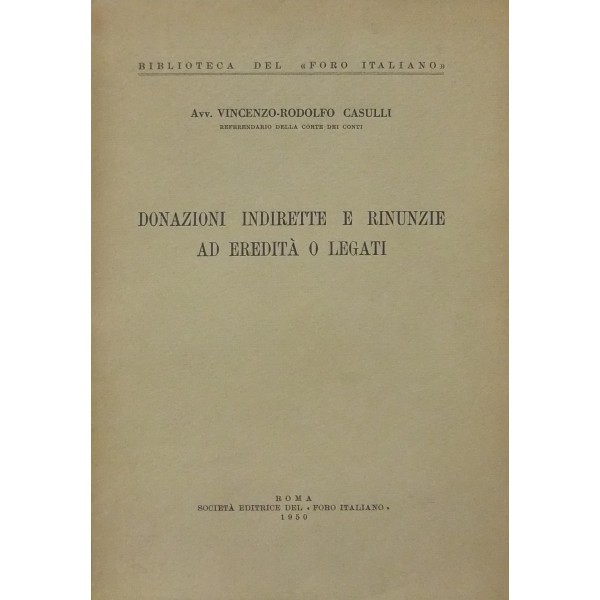 BIBLIOTECA DEL «FORO ITALIANO»
Avv. VINCENZO-RODOLFO CASULLI
REFERENDARIO DELLA CORTE DEI CONTI
DONAZIONI INDIRETTE E RINUNZIE
AD EREDITÀ O LEGATI
ROMA
SOCIETÀ EDITRICE DEL «FORO ITALIANO»
1950